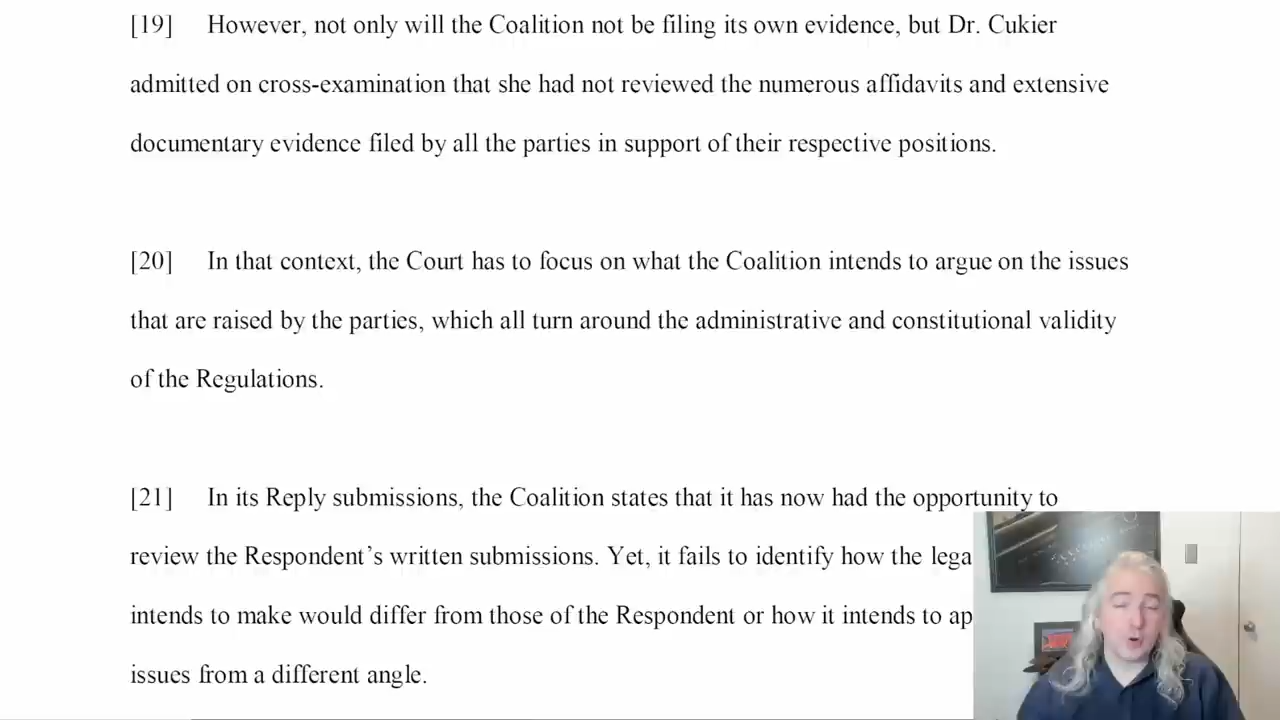 [19] However, not only will the Coalition not be filing its own evidence, but Dr. Cukier
admitted on cross-examination that she had not reviewed the numerous affidavits and extensive
documentary evidence filed by all the parties in support of their respective positions.
[20] In that context, the Court has to focus on what the Coalition intends to argue on the issues
that are raised by the parties, which all turn around the administrative and constitutional validity
of the Regulations.
[21] In its Reply submissions, the Coalition states that it has now had the opportunity to
review the Respondent’s written submissions. Yet, it fails to identify how the lega
intends to make would differ from those of the Respondent or how it intends to ap
issues from a different angle.